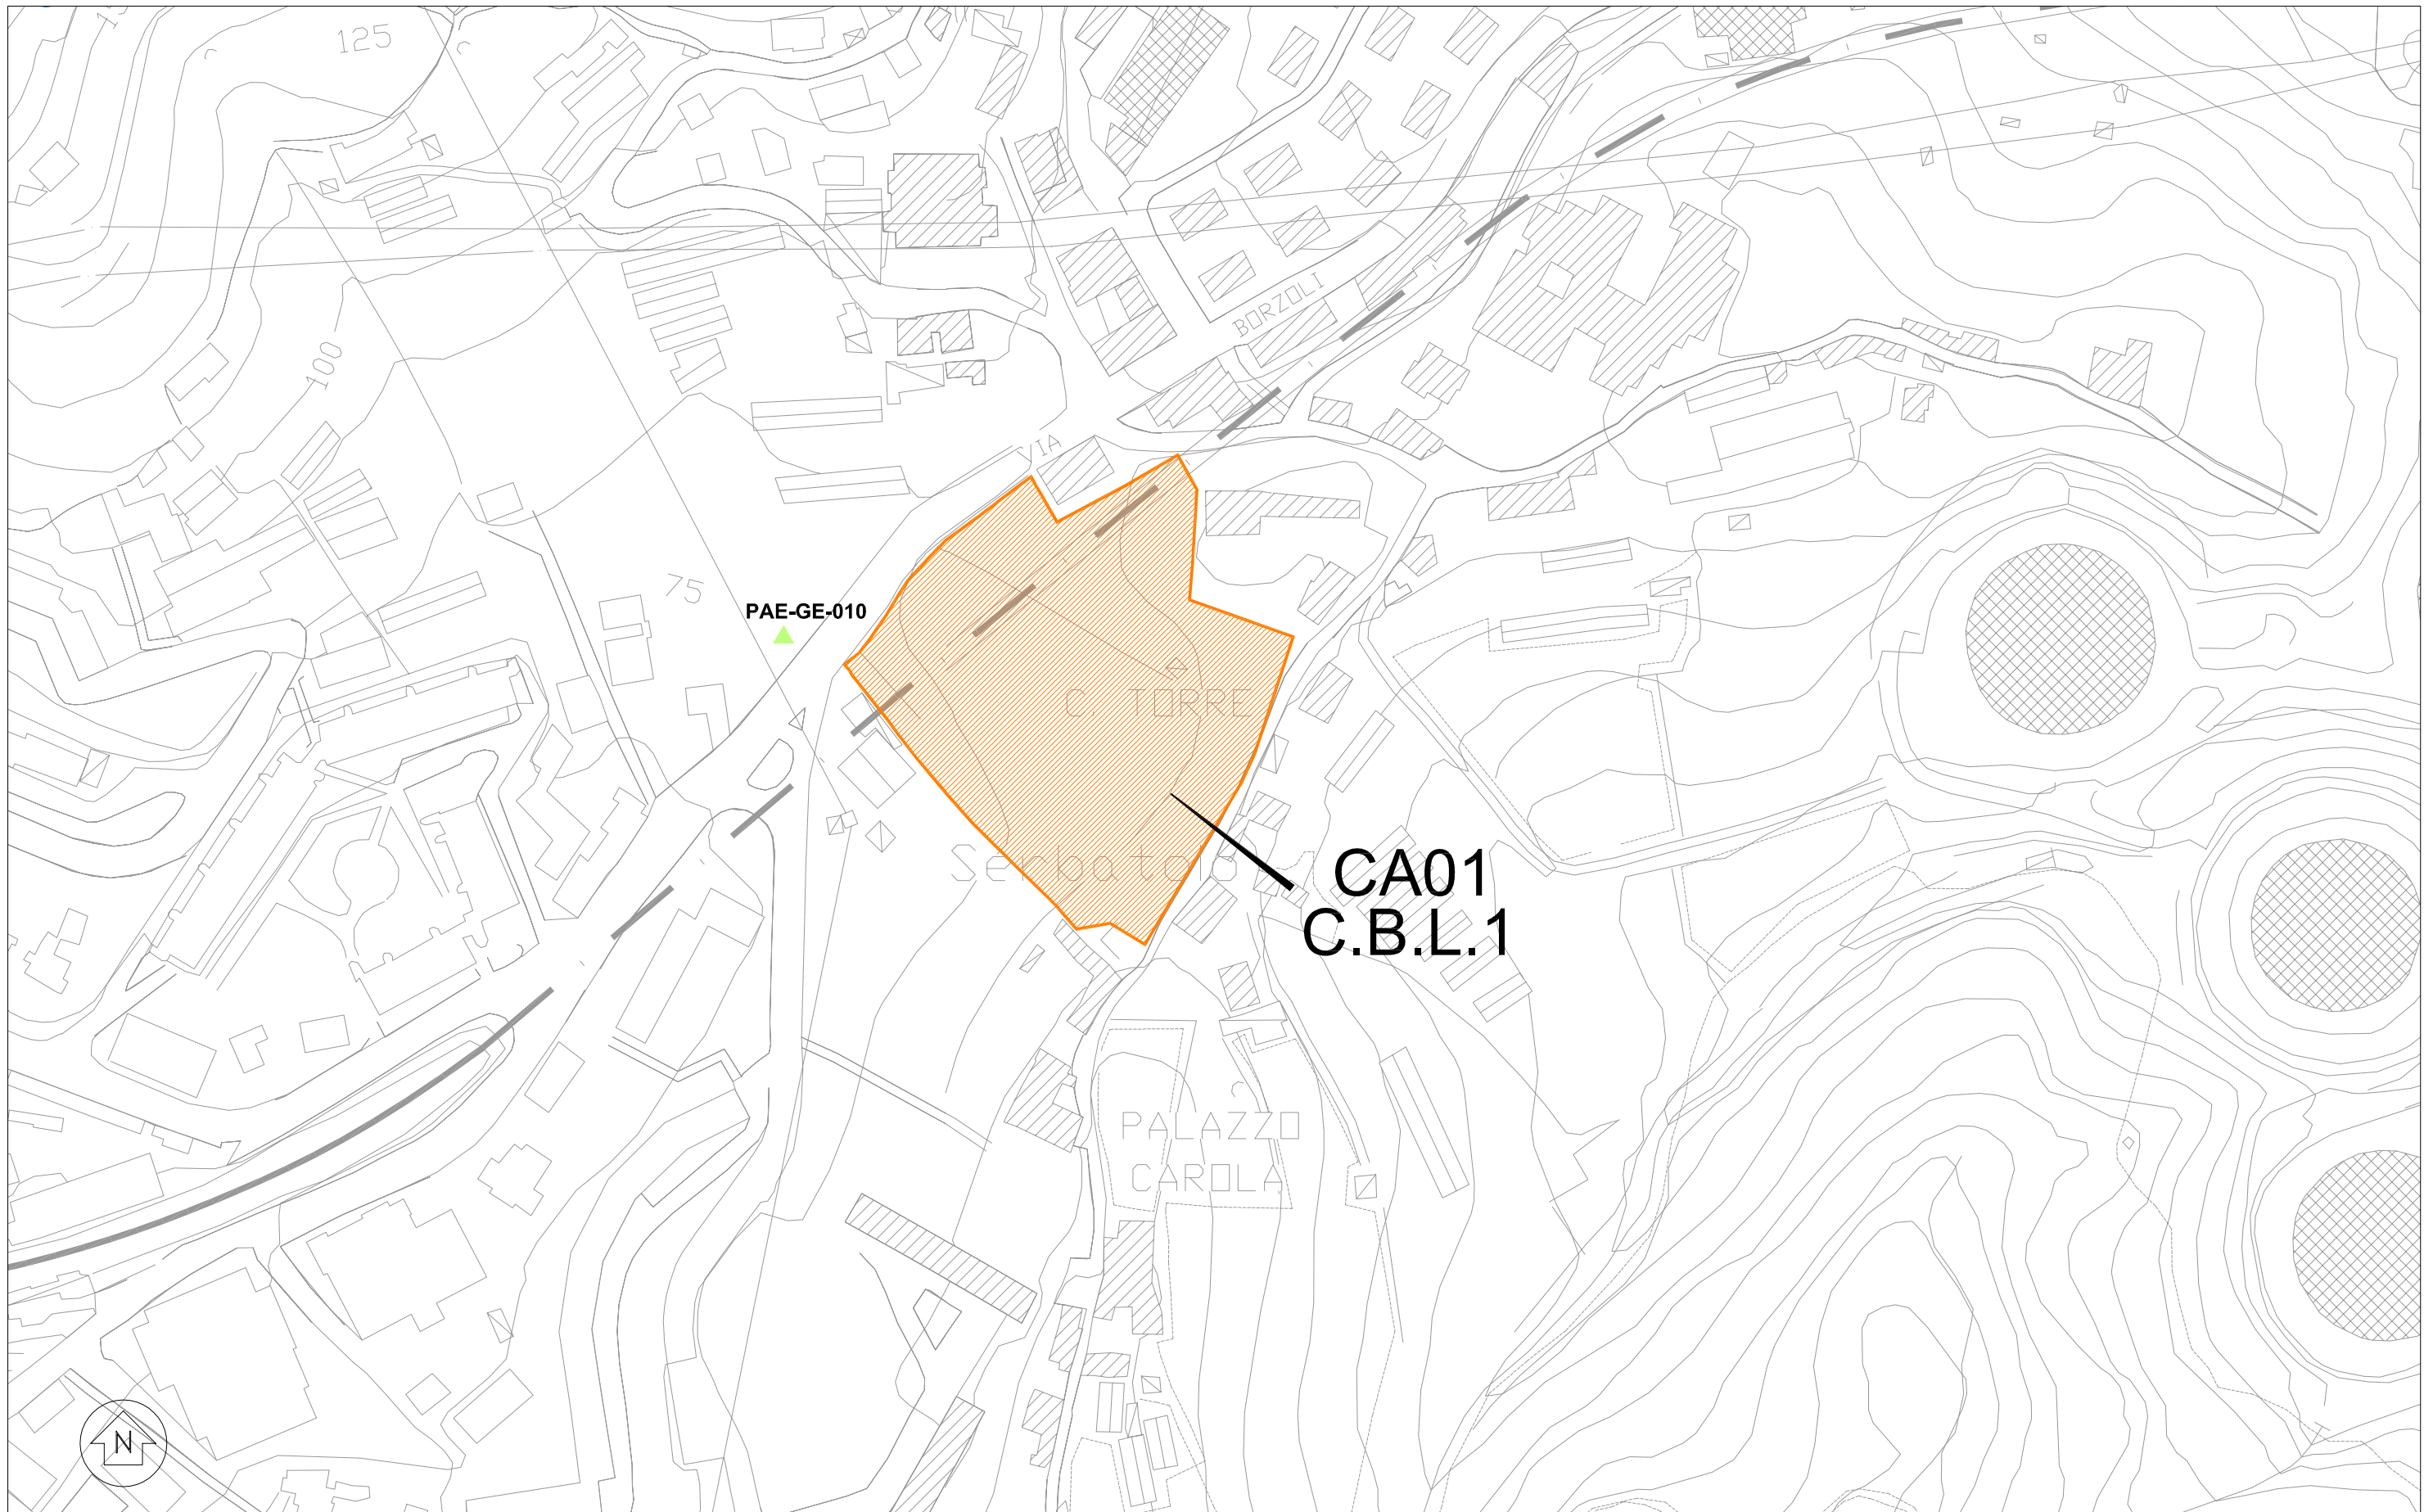 125
BORZOLI
100
VIA
75
PAE-GE-010
C. TORRE
Serbatoio
CA01
C.B.L.1
PALAZZO
CAROLA
N